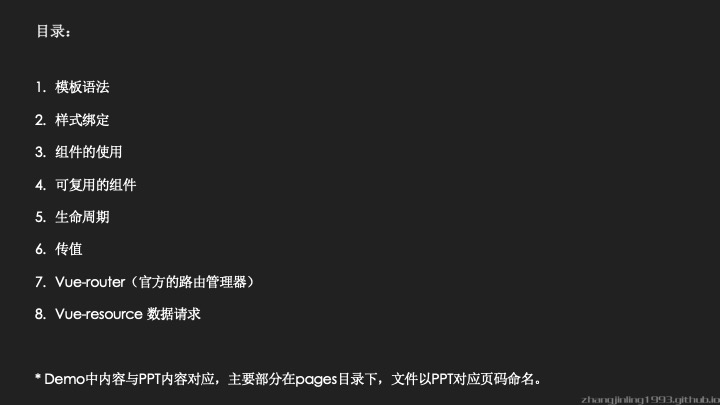 目录：
1. 模板语法
2. 样式绑定
3. 组件的使用
4. 可复用的组件
5. 生命周期
6. 传值
7. Vue-router（官方的路由管理器）
8. Vue-resource 数据请求
* Demo中内容与PPT内容对应，主要部分在pages目录下，文件以PPT对应页码命名。
zhangjinling1993.github.io